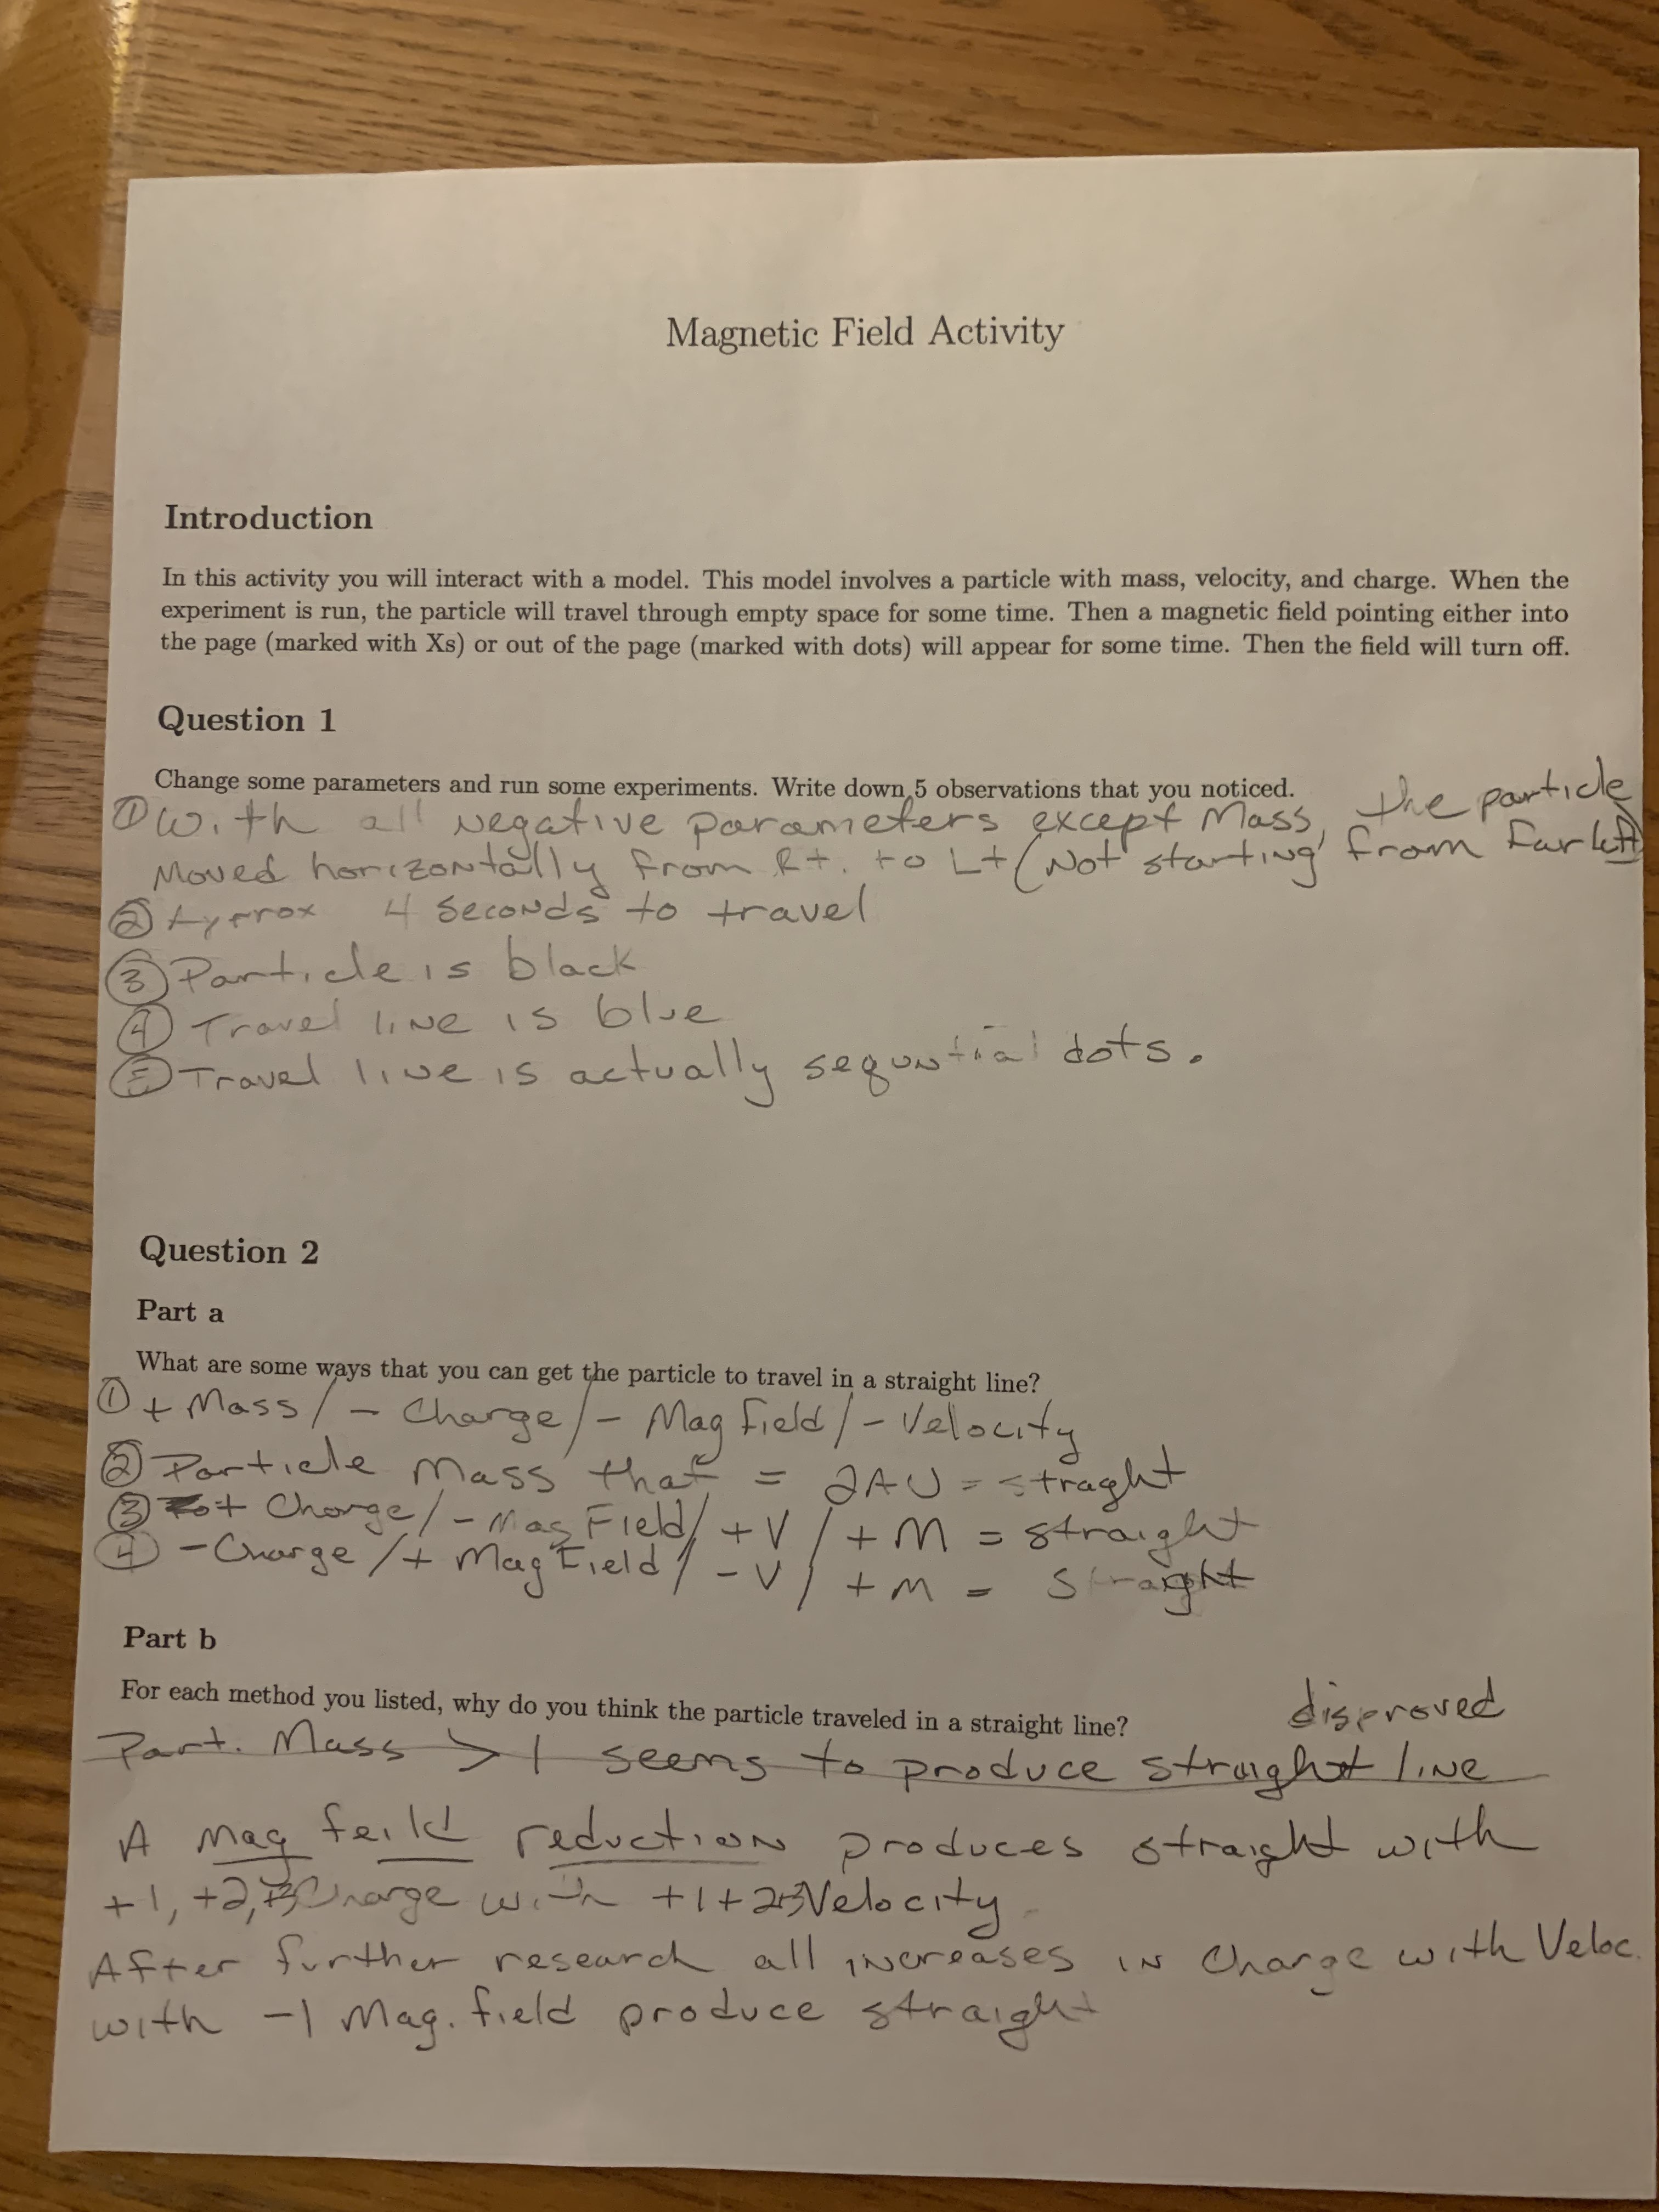 Magnetic Field Activity
Introduction
In this activity you will interact with a model. This model involves a particle with mass, velocity, and charge. When the
experiment is run, the particle will travel through empty space for some time. Then a magnetic field pointing either into
the page (marked with Xs) or out of the page (marked with dots) will appear for some time. Then the field will turn off.
Question 1
Change some parameters and run some experiments. Write down 5 observations that you noticed.
① With all negative parameters except Mass, the particle
Moved horizontally from Rt. to Lt (Not starting from far left)
② 4 seconds to travel
③ Particle is black
④ Travel line is blue
⑤ Travel line is actually sequntial dots.
Question 2
Part a
What are some ways that you can get the particle to travel in a straight line?
① + Mass / - Charge / - Mag Field / - Velocity
② Particle Mass that = 2AU = straght
③ + Charge / - Mag Field / + V / + M = straight
④ - Charge / + Mag Field / - V / + M = Straight
Part b
For each method you listed, why do you think the particle traveled in a straight line?
disproved
Part. Mass > 1 seems to produce straight line
A Mag feild reduction produces straight with
+1, +2, +3 Charge with +1 +2 +3 Velocity
After further research all increases in Charge with Veloc.
with -1 Mag. field produce straight